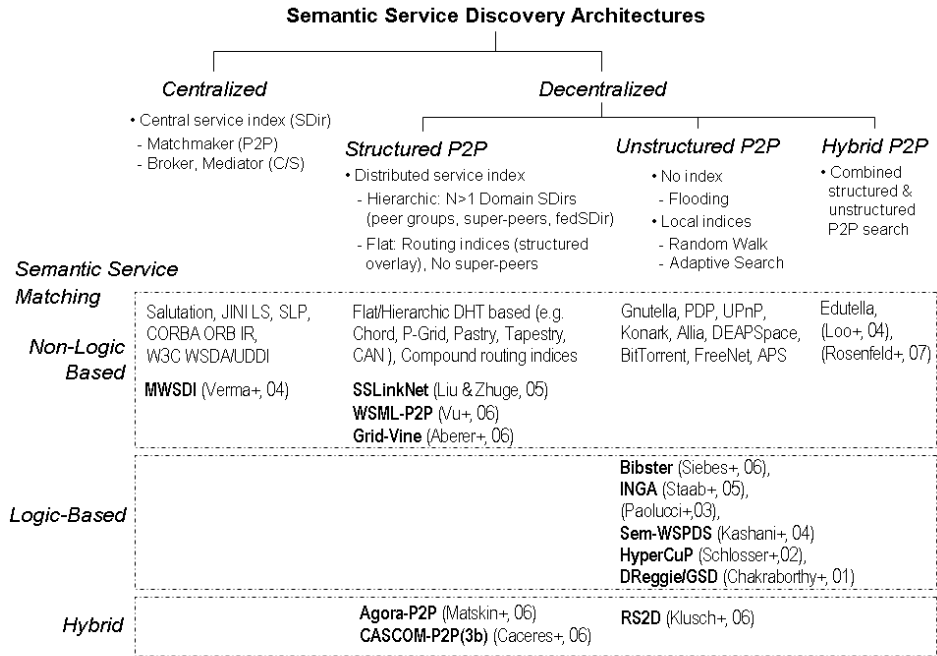 Semantic Service Discovery Architectures
Centralized
• Central service index (SDir)
- Matchmaker (P2P)
- Broker, Mediator (C/S)
Decentralized
Structured P2P
• Distributed service index
- Hierarchic: N>1 Domain SDirs
(peer groups, super-peers, fedSDir)
- Flat: Routing indices (structured
overlay), No super-peers
Unstructured P2P
• No index
- Flooding
• Local indices
- Random Walk
- Adaptive Search
Hybrid P2P
• Combined
structured &
unstructured
P2P search
Semantic Service
Matching
Non-Logic
Based
Salutation, JINI LS, SLP,
CORBA ORB IR,
W3C WSDA/UDDI
MWSDI (Verma+, 04)
Flat/Hierarchic DHT based (e.g.
Chord, P-Grid, Pastry, Tapestry,
CAN ), Compound routing indices
SSLinkNet (Liu & Zhuge, 05)
WSML-P2P (Vu+, 06)
Grid-Vine (Aberer+, 06)
Gnutella, PDP, UPnP,
Konark, Allia, DEAPSpace,
BitTorrent, FreeNet, APS
Edutella,
(Loo+, 04),
(Rosenfeld+, 07)
Logic-Based
Bibster (Siebes+, 06),
INGA (Staab+, 05),
(Paolucci+,03),
Sem-WSPDS (Kashani+, 04)
HyperCuP (Schlosser+,02),
DReggie/GSD (Chakraborthy+, 01)
Hybrid
Agora-P2P (Matskin+, 06)
CASCOM-P2P(3b) (Caceres+, 06)
RS2D (Klusch+, 06)